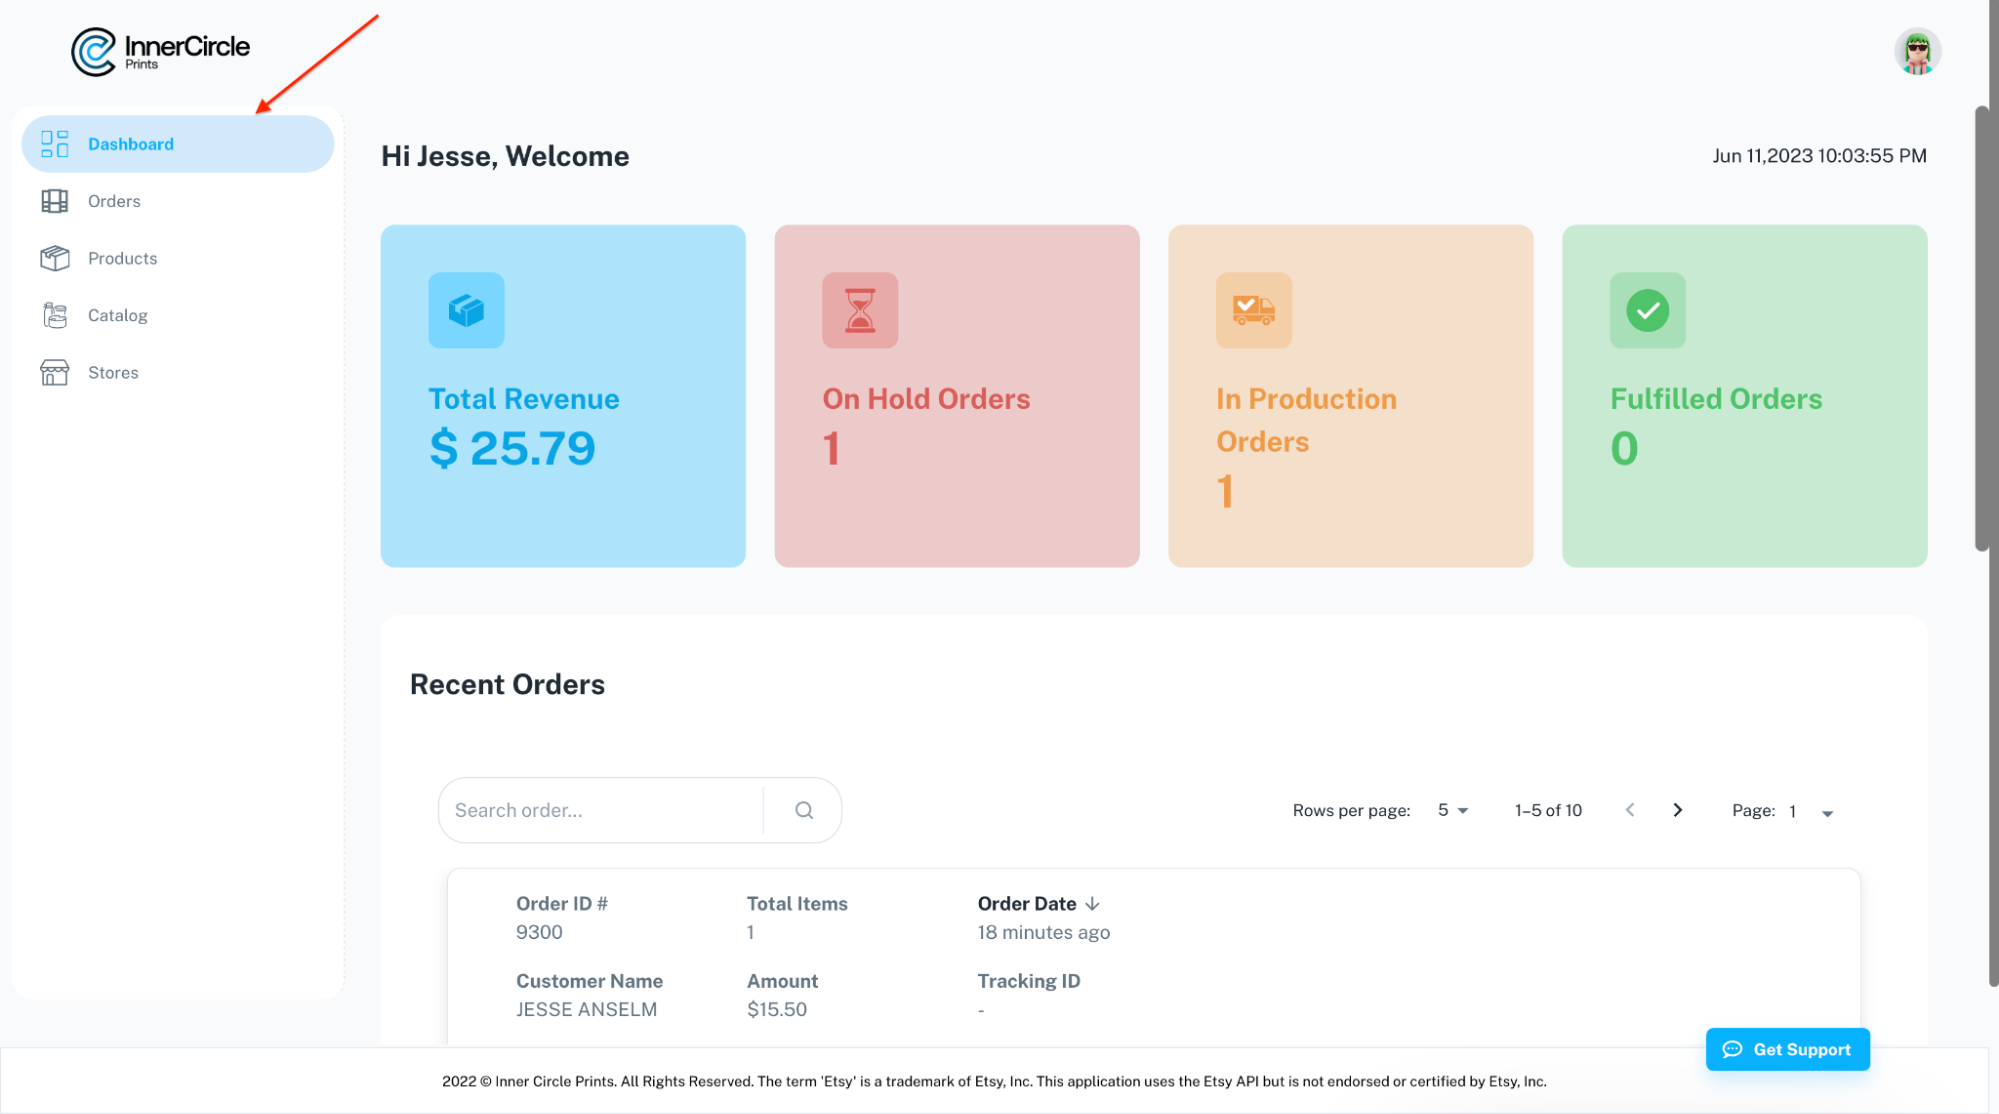 InnerCircle
Prints
Dashboard
Orders
Products
Catalog
Stores
Hi Jesse, Welcome
Jun 11,2023 10:03:55 PM
Total Revenue
$ 25.79
On Hold Orders
1
In Production
Orders
1
Fulfilled Orders
0
Recent Orders
Search order...
Rows per page: 5 1–5 of 10 Page: 1
Order ID # Total Items Order Date
9300 1 18 minutes ago
Customer Name Amount Tracking ID
JESSE ANSELM $15.50 -
Get Support
2022 © Inner Circle Prints. All Rights Reserved. The term 'Etsy' is a trademark of Etsy, Inc. This application uses the Etsy API but is not endorsed or certified by Etsy, Inc.